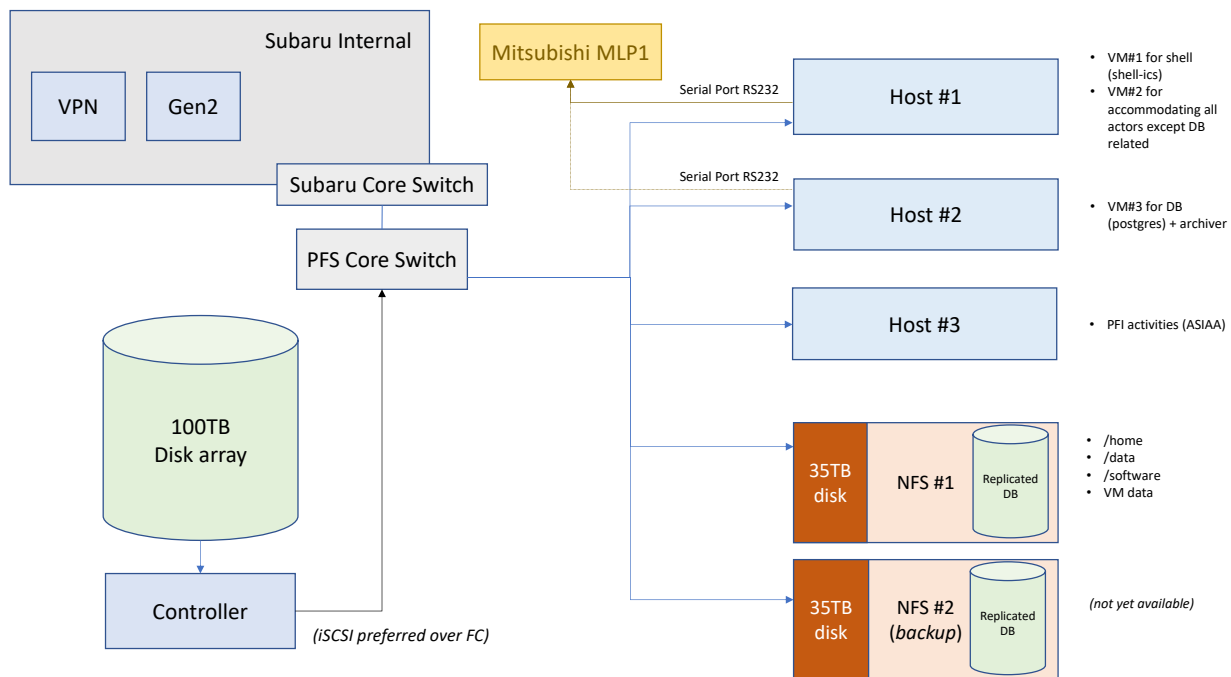 Subaru Internal
VPN
Gen2
Subaru Core Switch
PFS Core Switch
100TB
Disk array
Controller
(iSCSI preferred over FC)
Mitsubishi MLP1
Serial Port RS232
Host #1
• VM#1 for shell
(shell-ics)
• VM#2 for
accommodating all
actors except DB
related
Serial Port RS232
Host #2
• VM#3 for DB
(postgres) + archiver
Host #3
• PFI activities (ASIAA)
35TB
disk
NFS #1
Replicated
DB
• /home
• /data
• /software
• VM data
35TB
disk
NFS #2
(backup)
Replicated
DB
(not yet available)